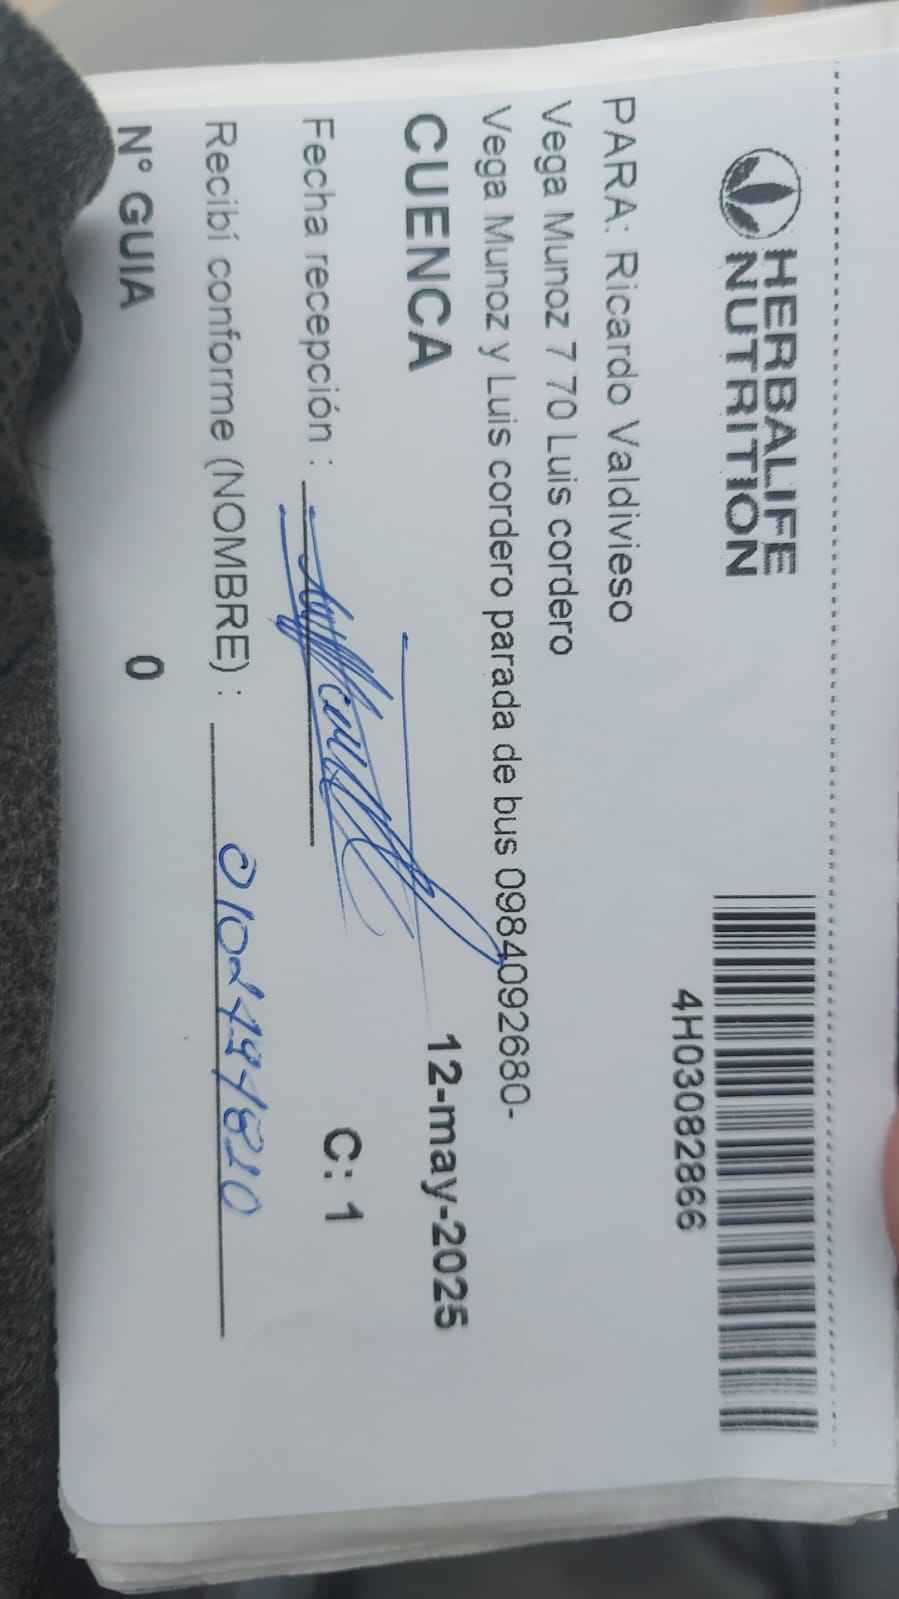 HERBALIFE
NUTRITION
4H03082866
PARA: Ricardo Valdivieso
Vega Munoz 7 70 Luis cordero
Vega Munoz y Luis cordero parada de bus 0984092680-
CUENCA 12-may-2025
Fecha recepción : C: 1
Recibí conforme (NOMBRE) :
N° GUIA 0